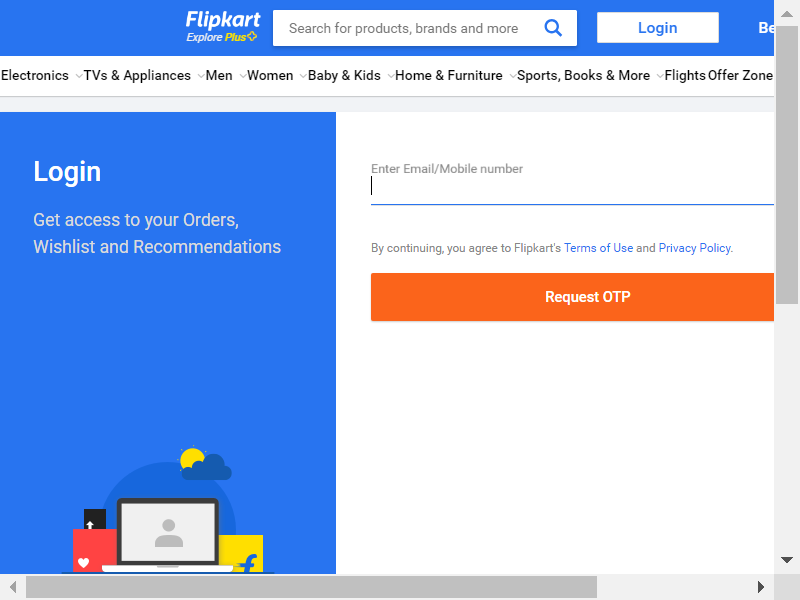 Flipkart
Explore Plus
Search for products, brands and more
Login
Be
Electronics TVs & Appliances Men Women Baby & Kids Home & Furniture Sports, Books & More Flights Offer Zone
Login
Get access to your Orders,
Wishlist and Recommendations
Enter Email/Mobile number
By continuing, you agree to Flipkart's Terms of Use and Privacy Policy.
Request OTP
f